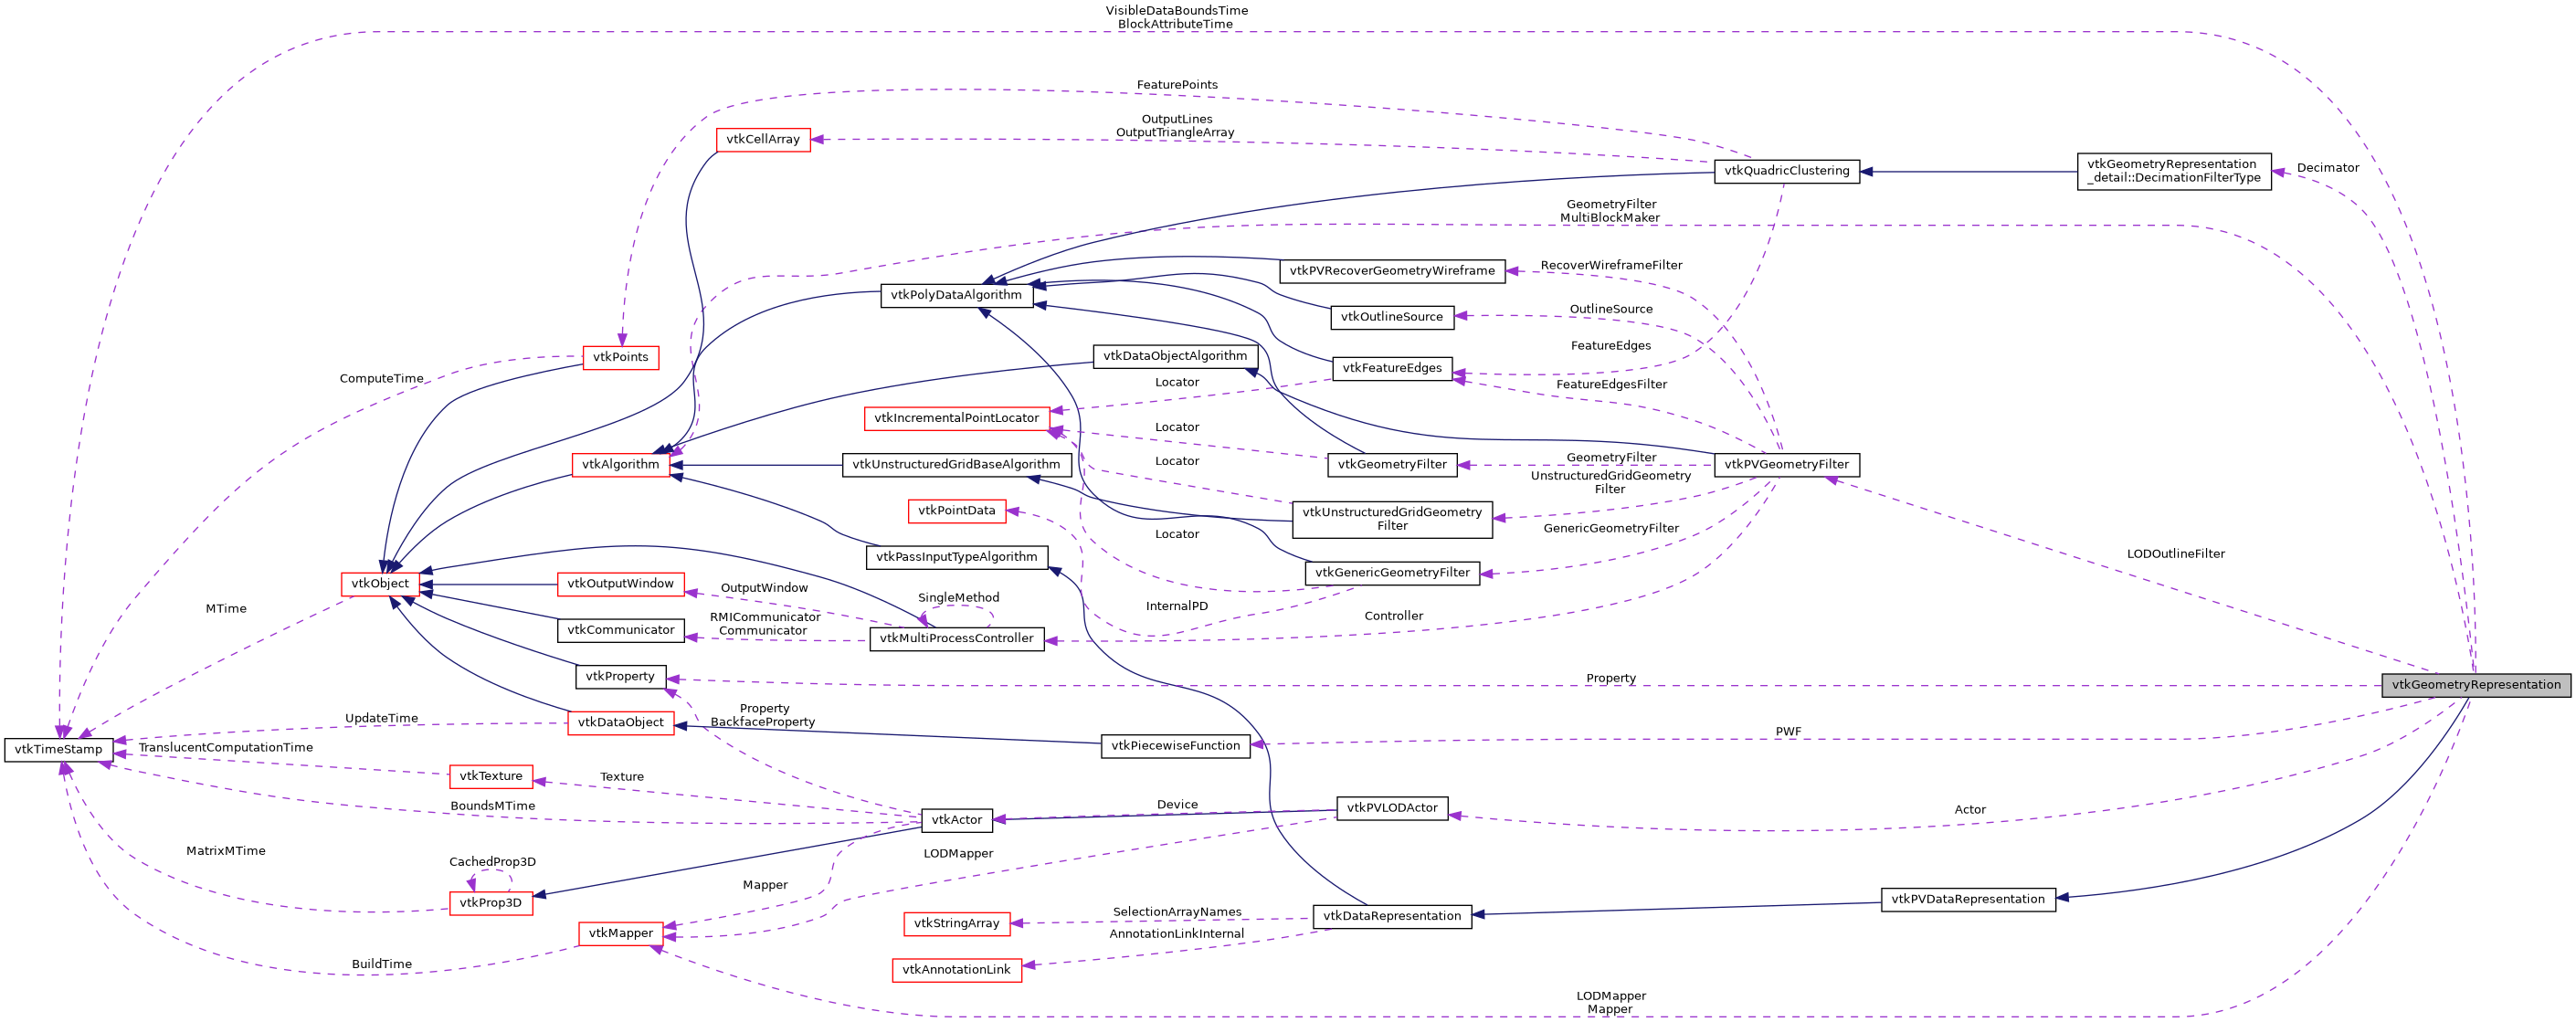 VisibleDataBoundsTime
BlockAttributeTime
FeaturePoints
OutputLines
OutputTriangleArray
vtkCellArray
vtkQuadricClustering
vtkGeometryRepresentation
_detail::DecimationFilterType
Decimator
GeometryFilter
MultiBlockMaker
vtkPVRecoverGeometryWireframe
RecoverWireframeFilter
vtkPolyDataAlgorithm
vtkOutlineSource
OutlineSource
FeatureEdges
vtkPoints
vtkDataObjectAlgorithm
vtkFeatureEdges
ComputeTime
Locator
FeatureEdgesFilter
vtkIncrementalPointLocator
Locator
vtkAlgorithm
vtkUnstructuredGridBaseAlgorithm
Locator
vtkGeometryFilter
GeometryFilter
vtkPVGeometryFilter
UnstructuredGridGeometry
Filter
vtkPointData
vtkUnstructuredGridGeometry
Filter
Locator
GenericGeometryFilter
vtkPassInputTypeAlgorithm
LODOutlineFilter
vtkGenericGeometryFilter
vtkObject
vtkOutputWindow
OutputWindow
SingleMethod
InternalPD
MTime
RMICommunicator
Communicator
vtkCommunicator
vtkMultiProcessController
Controller
vtkProperty
Property
vtkGeometryRepresentation
Property
BackfaceProperty
UpdateTime
vtkDataObject
vtkPiecewiseFunction
PWF
vtkTimeStamp
TranslucentComputationTime
vtkTexture
Texture
BoundsMTime
Device
vtkPVLODActor
Actor
vtkActor
MatrixMTime
CachedProp3D
LODMapper
Mapper
vtkProp3D
vtkPVDataRepresentation
SelectionArrayNames
vtkDataRepresentation
vtkStringArray
vtkMapper
AnnotationLinkInternal
BuildTime
vtkAnnotationLink
LODMapper
Mapper